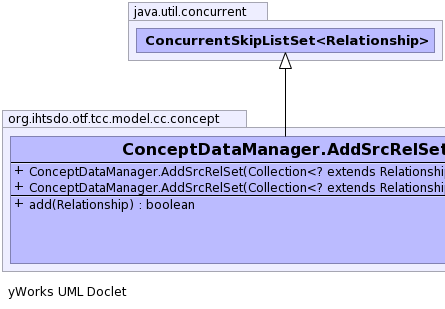 java.util.concurrent
ConcurrentSkipListSet<Relationship>
org.ihtsdo.otf.tcc.model.cc.concept
ConceptDataManager.AddSrcRelSet
+ ConceptDataManager.AddSrcRelSet(Collection<? extends Relationshi
+ ConceptDataManager.AddSrcRelSet(Collection<? extends Relationshi
+ add(Relationship) : boolean
yWorks UML Doclet